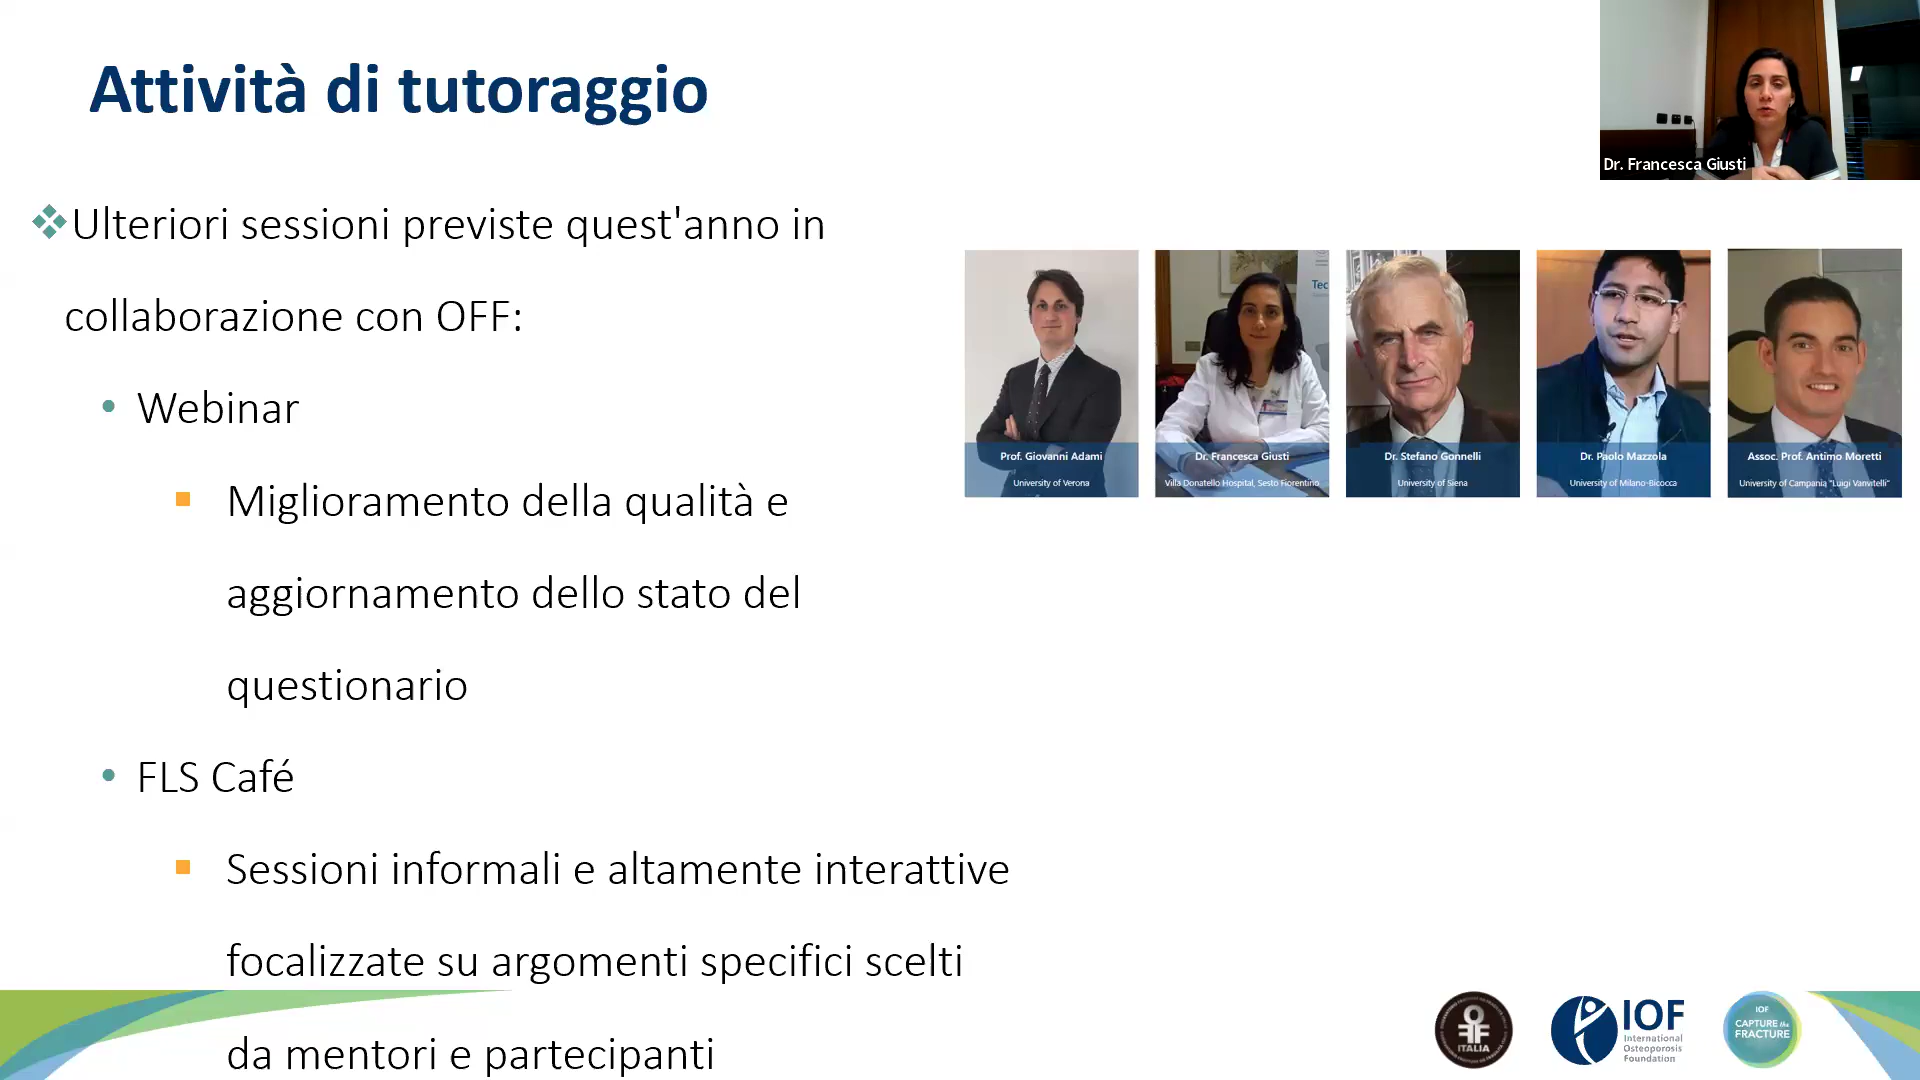 Attività di tutoraggio
Dr. Francesca Giusti
Ulteriori sessioni previste quest'anno in
collaborazione con OFF:
• Webinar
Miglioramento della qualità e
aggiornamento dello stato del
questionario
• FLS Café
Sessioni informali e altamente interattive
focalizzate su argomenti specifici scelti
da mentori e partecipanti
Tec
Prof. Giovanni Adami
University of Verona
Dr. Francesca Giusti
Villa Donatello Hospital, Sesto Fiorentino
Dr. Stefano Gonnelli
University of Siena
Dr. Paolo Mazzola
University of Milano-Bicocca
Assoc. Prof. Antimo Moretti
University of Campania "Luigi Vanvitelli"
OFF
ITALIA
IOF
International
Osteoporosis
Foundation
IOF
CAPTURE the
FRACTURE